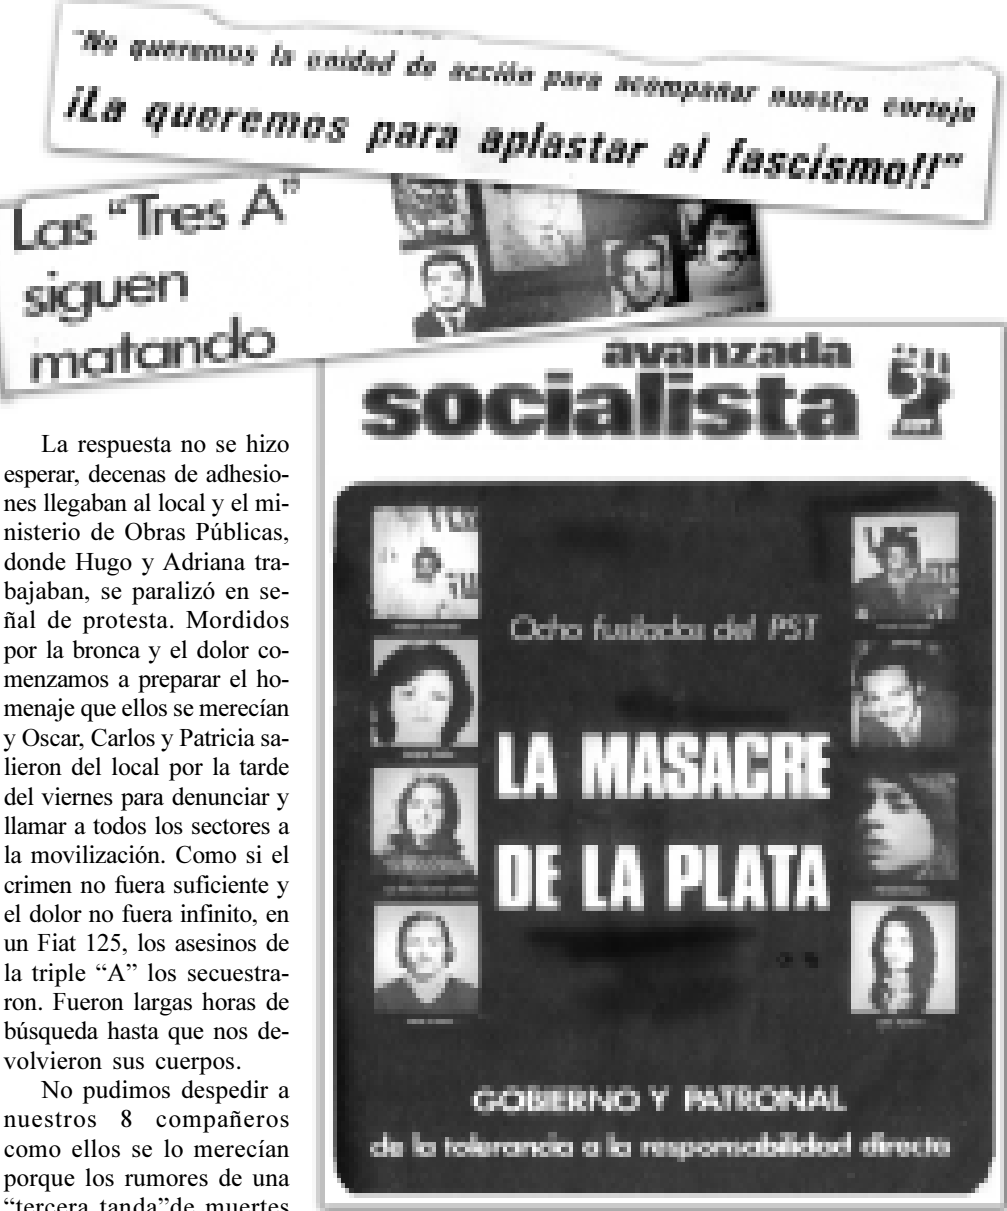 "No queremos la unidad de acción para acompañar nuestro cortejo
¡La queremos para aplastar al fascismo!!"
Las "Tres A"
siguen
matando
avanzada
socialista
La respuesta no se hizo
esperar, decenas de adhesio-
nes llegaban al local y el mi-
nisterio de Obras Públicas,
donde Hugo y Adriana tra-
bajaban, se paralizó en se-
ñal de protesta. Mordidos
por la bronca y el dolor co-
menzamos a preparar el ho-
menaje que ellos se merecían
y Oscar, Carlos y Patricia sa-
lieron del local por la tarde
del viernes para denunciar y
llamar a todos los sectores a
la movilización. Como si el
crimen no fuera suficiente y
el dolor no fuera infinito, en
un Fiat 125, los asesinos de
la triple “A” los secuestra-
ron. Fueron largas horas de
búsqueda hasta que nos de-
volvieron sus cuerpos.
No pudimos despedir a
nuestros 8 compañeros
como ellos se lo merecían
porque los rumores de una
“tercera tanda”de muertes
Ocho fusilados del PST
LA MASACRE
DE LA PLATA
GOBIERNO Y PATRONAL
de la tolerancia a la responsabilidad directa